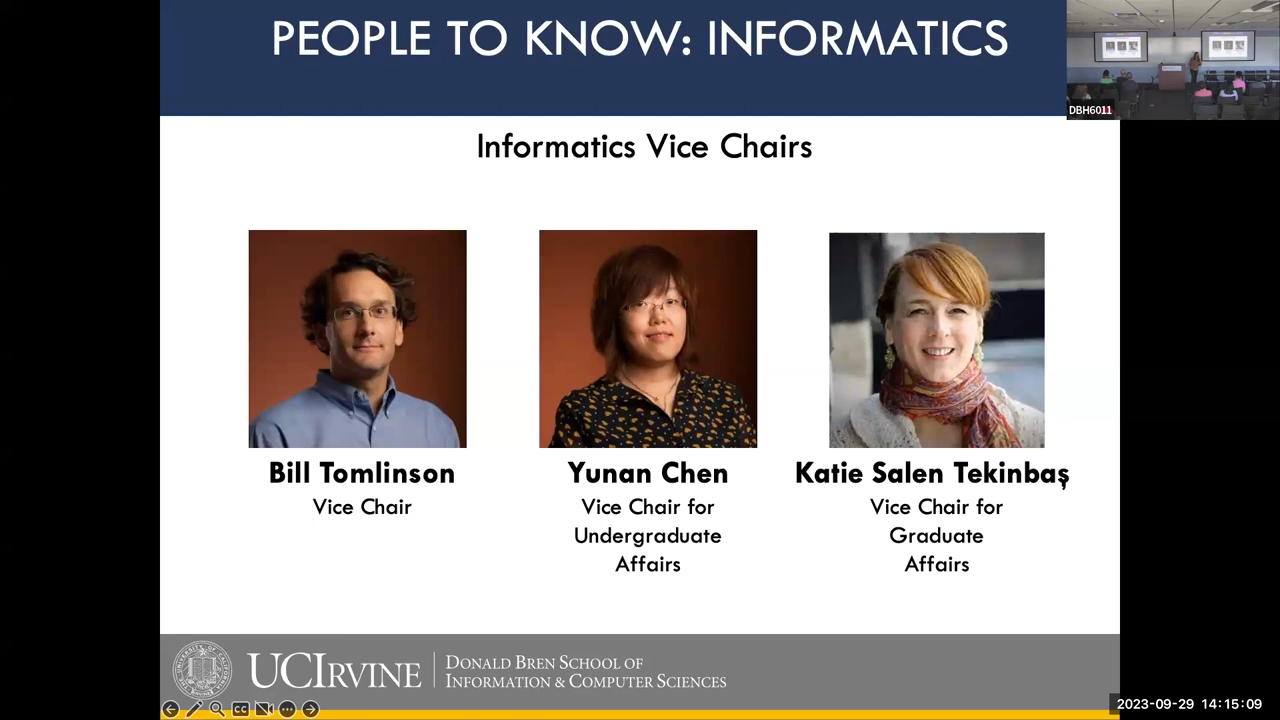 PEOPLE TO KNOW: INFORMATICS
DBH6011
Informatics Vice Chairs
Bill Tomlinson
Vice Chair
Yunan Chen
Vice Chair for
Undergraduate
Affairs
Katie Salen Tekinbaş
Vice Chair for
Graduate
Affairs
UCIRVINE
DONALD BREN SCHOOL OF
INFORMATION & COMPUTER SCIENCES
CC
2023-09-29 14:15:09